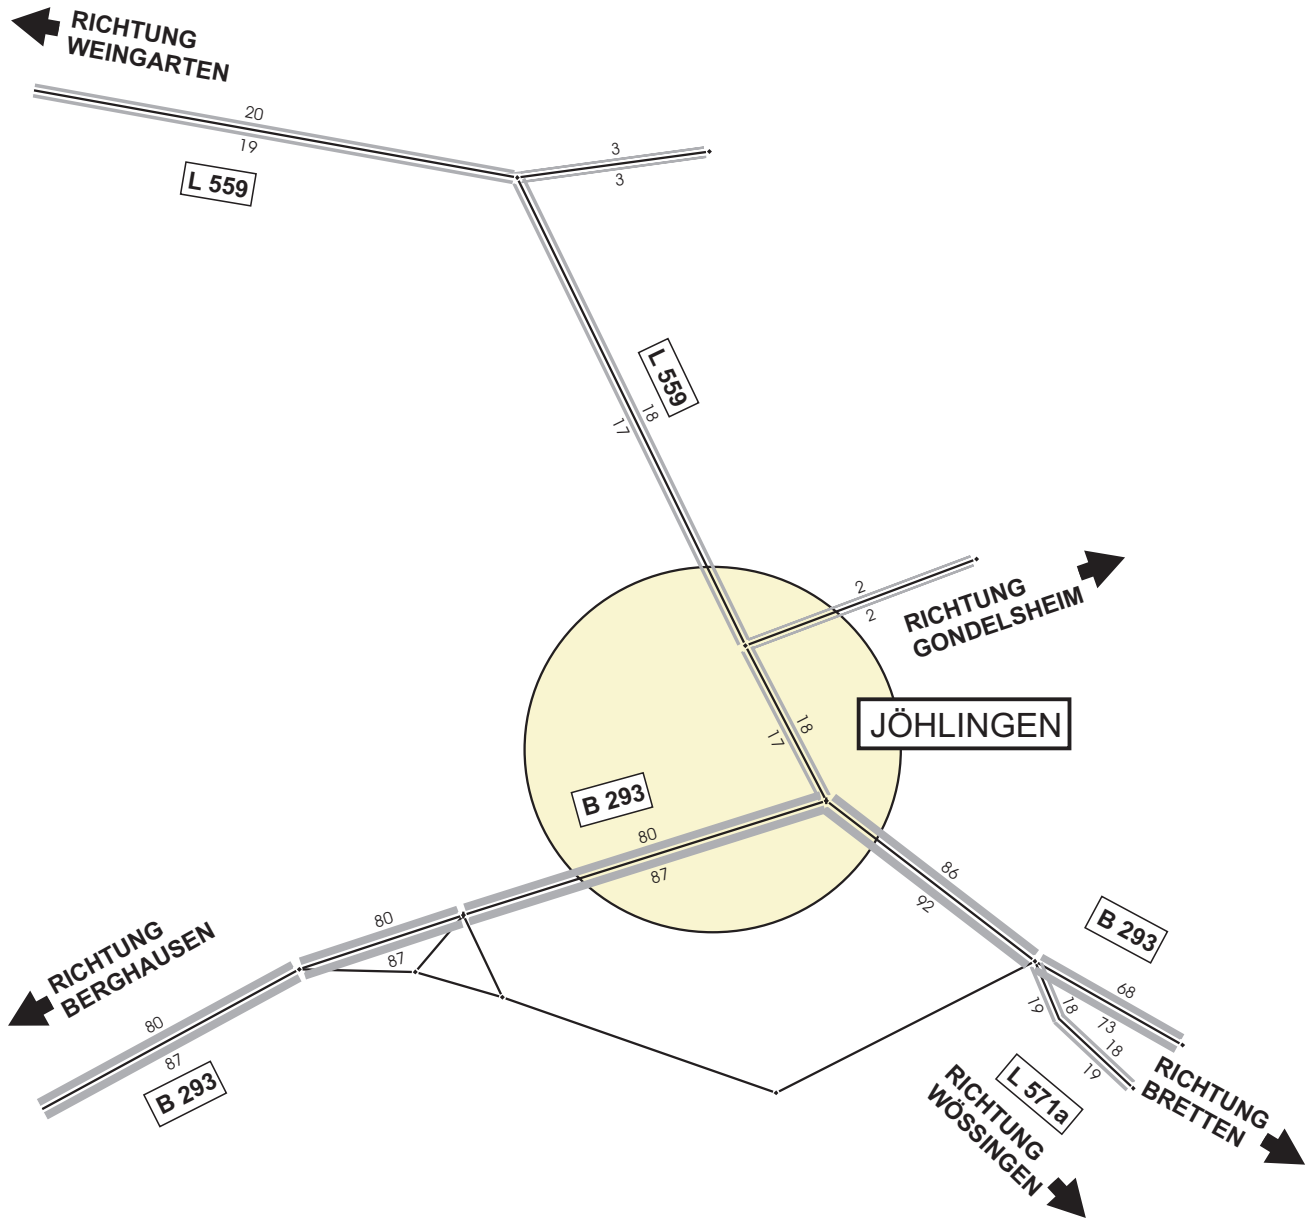 RICHTUNG
WEINGARTEN
20
19
L 559
3
3
L 559
18
17
2
2
RICHTUNG
GONDELSHEIM
JÖHLINGEN
18
17
B 293
80
87
86
92
B 293
80
87
RICHTUNG
BERGHAUSEN
80
87
B 293
68
73
19
18
18
19
L 571a
RICHTUNG
BRETTEN
RICHTUNG
WÖSSINGEN